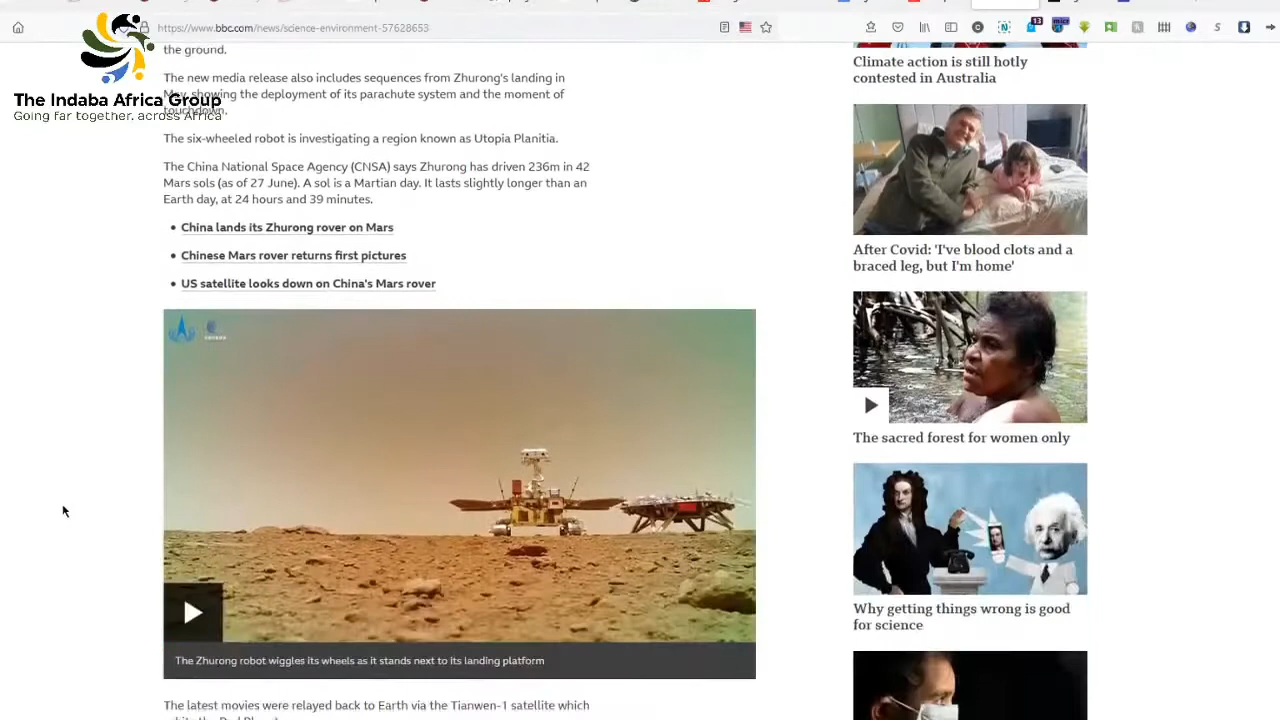 https://www.bbc.com/news/science-environment-57628653
13
The Indaba Africa Group
Going far together. across Africa
the ground.
The new media release also includes sequences from Zhurong's landing in
May, showing the deployment of its parachute system and the moment of
touchdown.
The six-wheeled robot is investigating a region known as Utopia Planitia.
The China National Space Agency (CNSA) says Zhurong has driven 236m in 42
Mars sols (as of 27 June). A sol is a Martian day. It lasts slightly longer than an
Earth day, at 24 hours and 39 minutes.
China lands its Zhurong rover on Mars
Chinese Mars rover returns first pictures
US satellite looks down on China's Mars rover
The Zhurong robot wiggles its wheels as it stands next to its landing platform
The latest movies were relayed back to Earth via the Tianwen-1 satellite which
Climate action is still hotly
contested in Australia
After Covid: 'I've blood clots and a
braced leg, but I'm home'
The sacred forest for women only
Why getting things wrong is good
for science